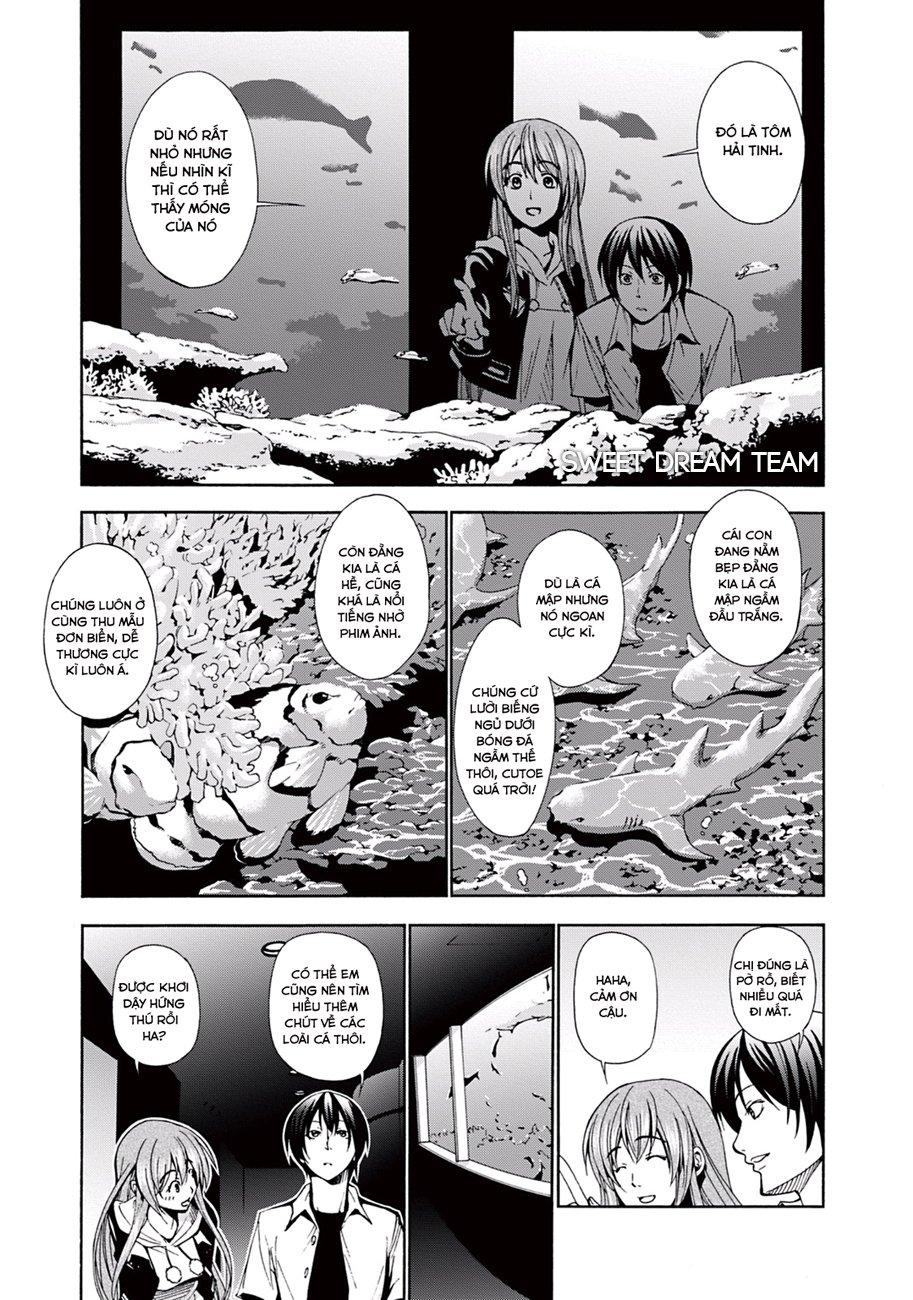 ĐÓ LÀ TÔM
HẢI TINH.
DÙ NÓ RẤT
NHỎ NHƯNG
NẾU NHÌN KĨ
THÌ CÓ THỂ
THẤY MÓNG
CỦA NÓ
SWEET DREAM TEAM
CÁI CON
ĐANG NẰM
BẸP ĐẰNG
KIA LÀ CÁ
MẬP NGẦM
ĐẦU TRẮNG.
DÙ LÀ CÁ
MẬP NHƯNG
NÓ NGOAN
CỰC KÌ.
CHÚNG CỨ
LƯỜI BIẾNG
NGỦ DƯỚI
BÓNG ĐÁ
NGẦM THẾ
THÔI, CUTOE
QUÁ TRỜI!
CÒN ĐẰNG
KIA LÀ CÁ
HỀ, CŨNG
KHÁ LÀ NỔI
TIẾNG NHỜ
PHIM ẢNH.
CHÚNG LUÔN Ở
CÙNG THU MẪU
ĐƠN BIỂN, DỄ
THƯƠNG CỰC
KÌ LUÔN Á.
CHỊ ĐÚNG LÀ
PỜ RỒ, BIẾT
NHIỀU QUÁ
ĐI MẤT.
HAHA,
CẢM ƠN
CẬU.
CÓ THỂ EM
CŨNG NÊN TÌM
HIỂU THÊM
CHÚT VỀ CÁC
LOÀI CÁ THÔI.
ĐƯỢC KHƠI
DẬY HỨNG
THÚ RỒI
HA?